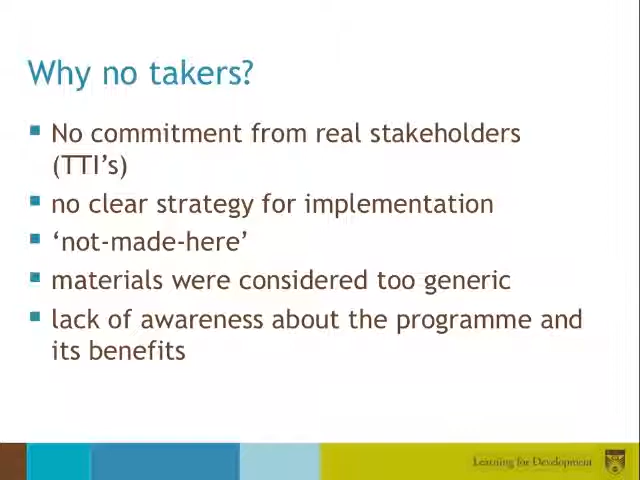 Why no takers?
No commitment from real stakeholders
(TTI’s)
no clear strategy for implementation
‘not-made-here’
materials were considered too generic
lack of awareness about the programme and
its benefits
Learning for Development